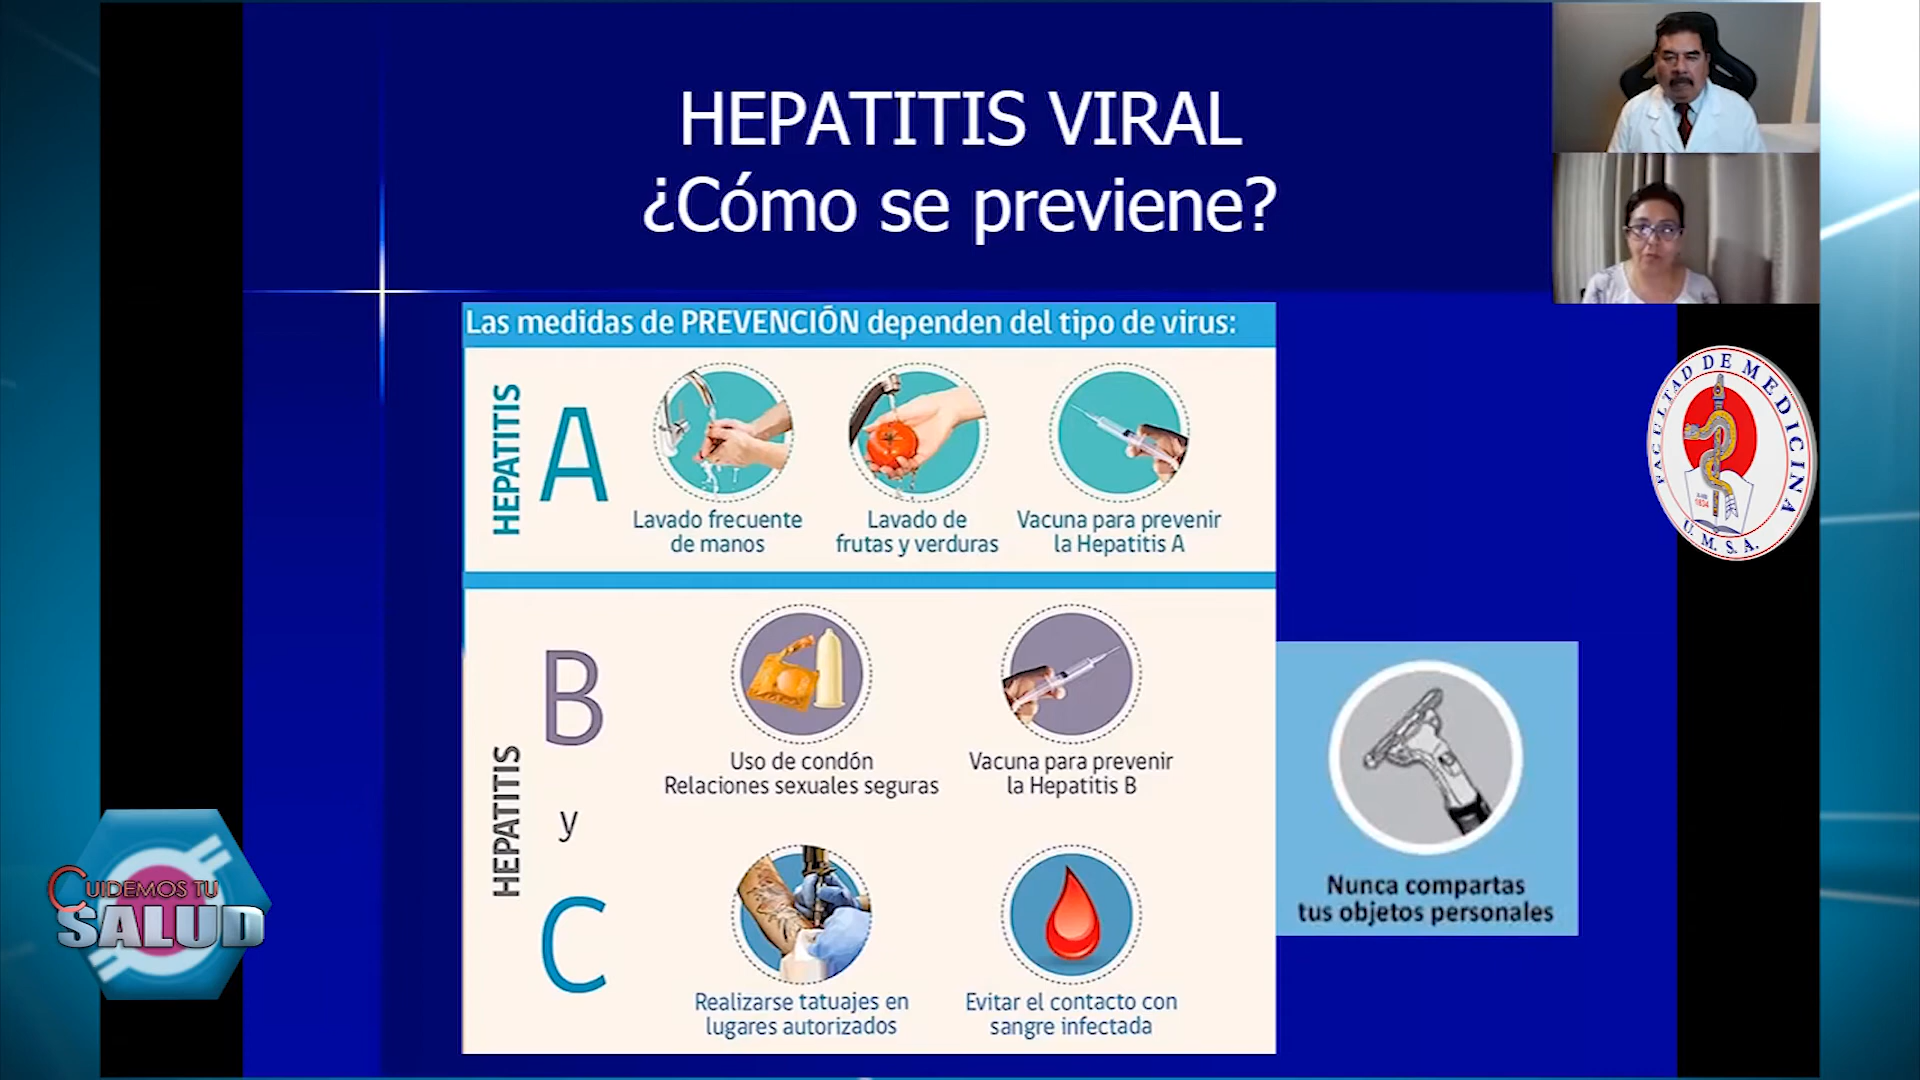 HEPATITIS VIRAL
¿Cómo se previene?
Las medidas de PREVENCIÓN dependen del tipo de virus:
HEPATITIS
A
Lavado frecuente
de manos
Lavado de
frutas y verduras
Vacuna para prevenir
la Hepatitis A
HEPATITIS
B
y
C
Uso de condón
Relaciones sexuales seguras
Vacuna para prevenir
la Hepatitis B
Realizarse tatuajes en
lugares autorizados
Evitar el contacto con
sangre infectada
Nunca compartas
tus objetos personales
FACULTAD DE MEDICINA
U. M. S. A.
CUIDEMOS TU
SALUD